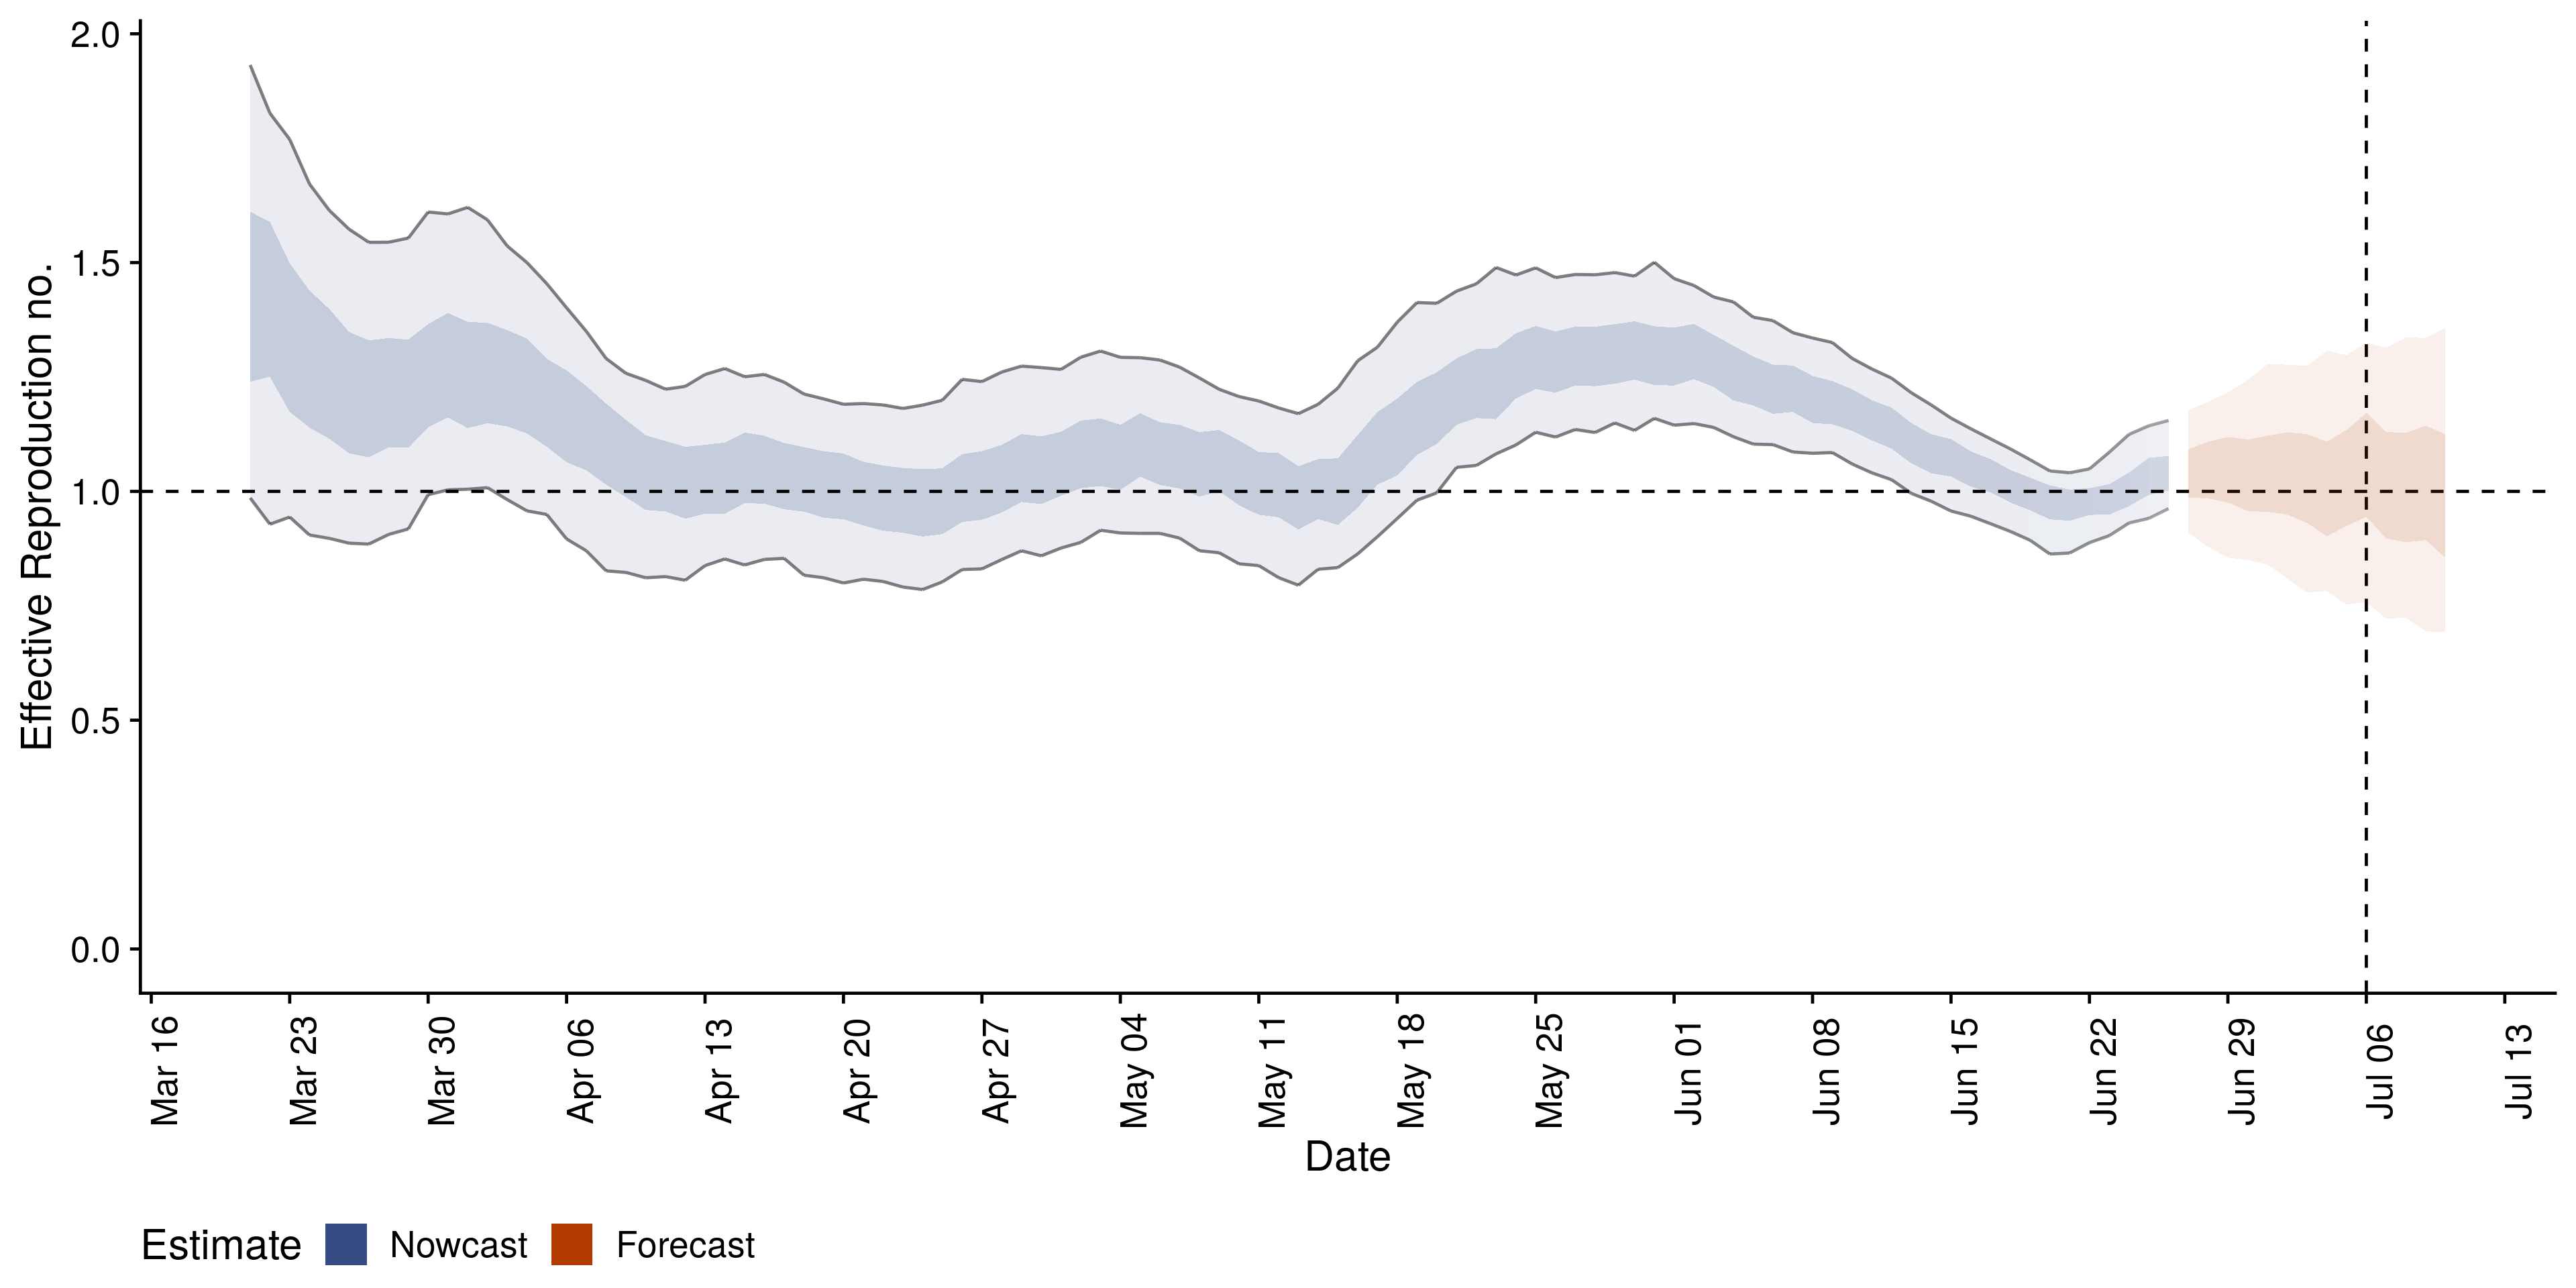 Effective Reproduction no.
2.0
1.5
1.0
0.5
0.0
Mar 16
Mar 23
Mar 30
Apr 06
Apr 13
Apr 20
Apr 27
May 04
May 11
May 18
May 25
Jun 01
Jun 08
Jun 15
Jun 22
Jun 29
Jul 06
Jul 13
Date
Estimate Nowcast Forecast